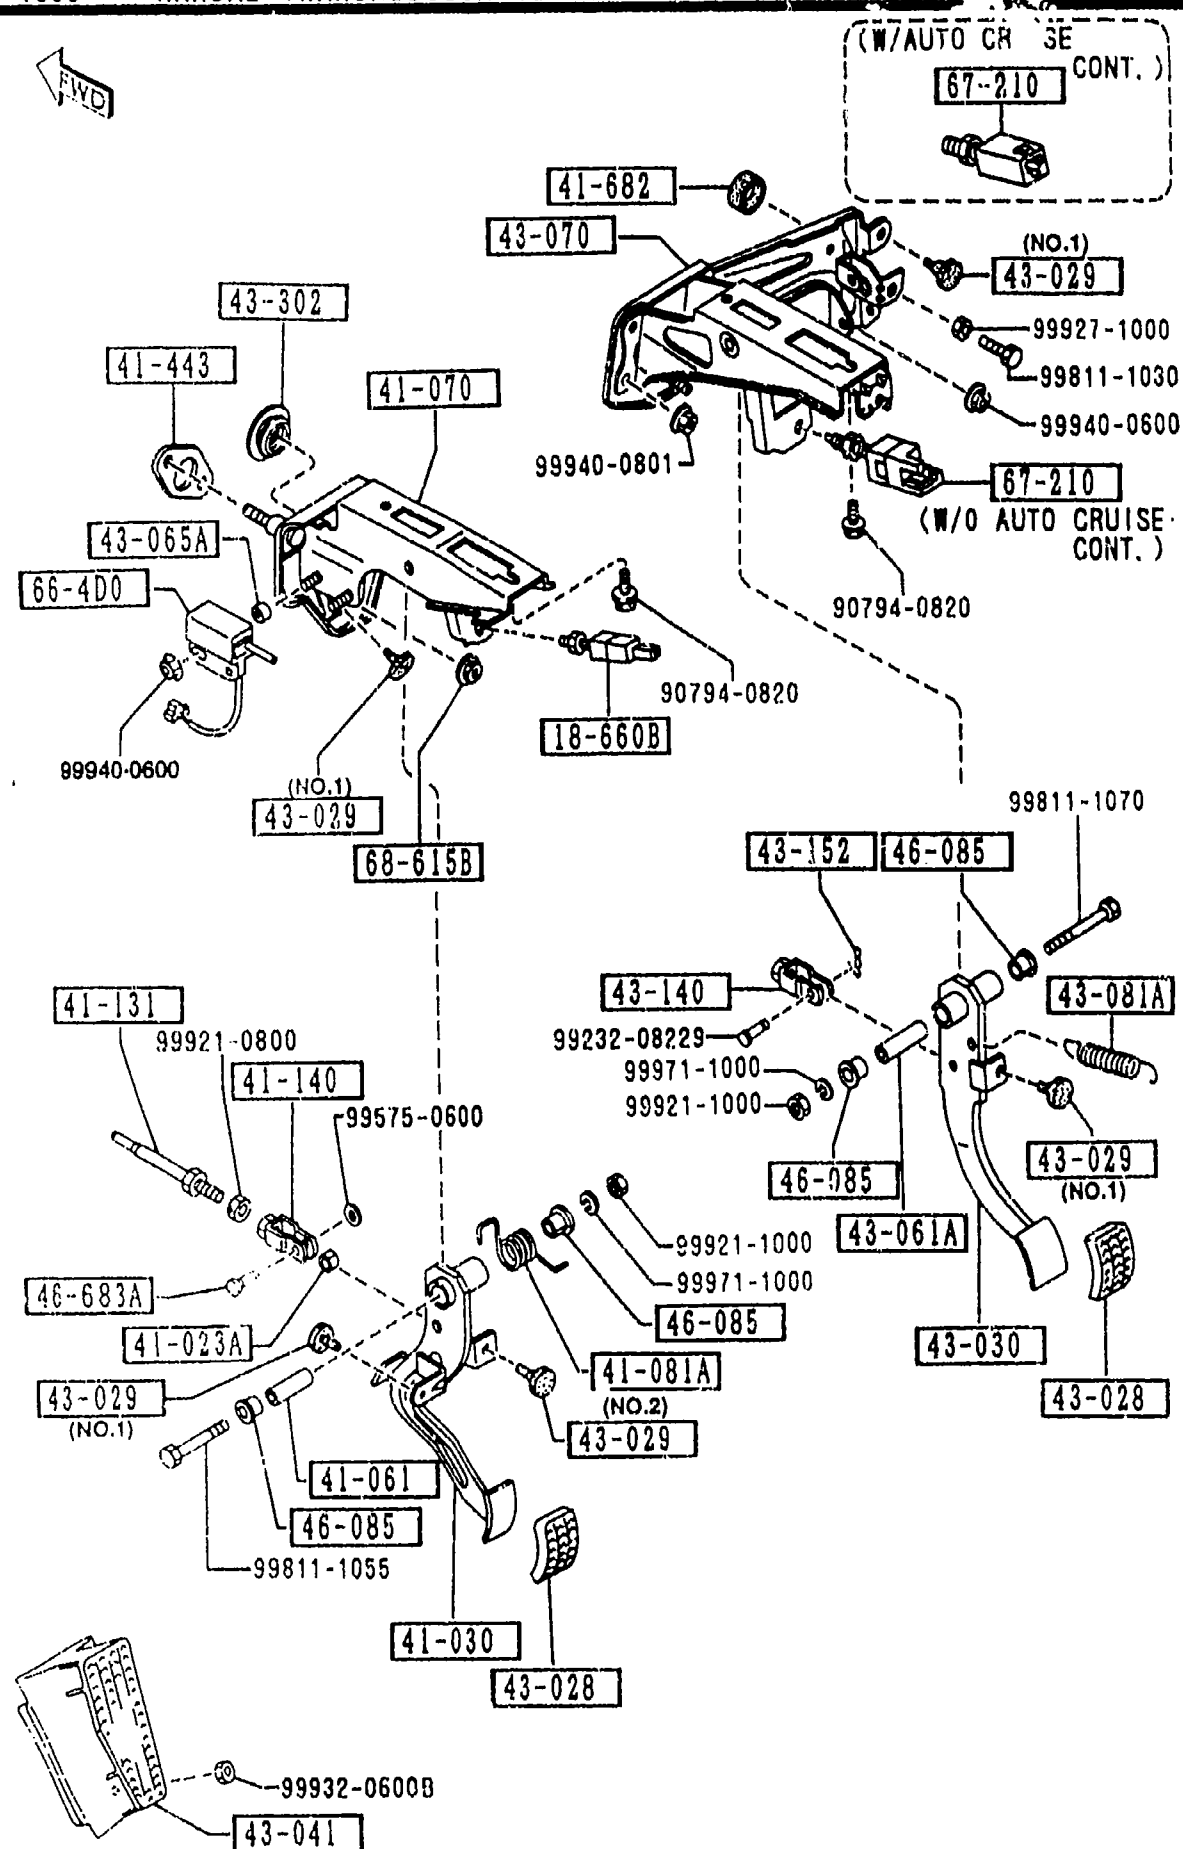 FWD
(W/AUTO CR SE
CONT.)
67-210
41-682
43-070
(NO.1)
43-029
43-302
99927-1000
41-443
41-070
99811-1030
99940-0600
99940-0801
67-210
(W/O AUTO CRUISE
CONT.)
43-065A
66-4D0
90794-0820
90794-0820
18-660B
99940-0600
(NO.1)
43-029
68-615B
99811-1070
43-152
46-085
43-140
43-081A
41-131
99921-0800
99232-08229
41-140
99971-1000
99575-0600
99921-1000
43-029
(NO.1)
46-085
43-061A
99921-1000
99971-1000
46-683A
46-085
41-023A
43-030
41-081A
43-029
(NO.1)
43-028
(NO.2)
43-029
41-061
46-085
99811-1055
41-030
43-028
99932-0600B
43-041